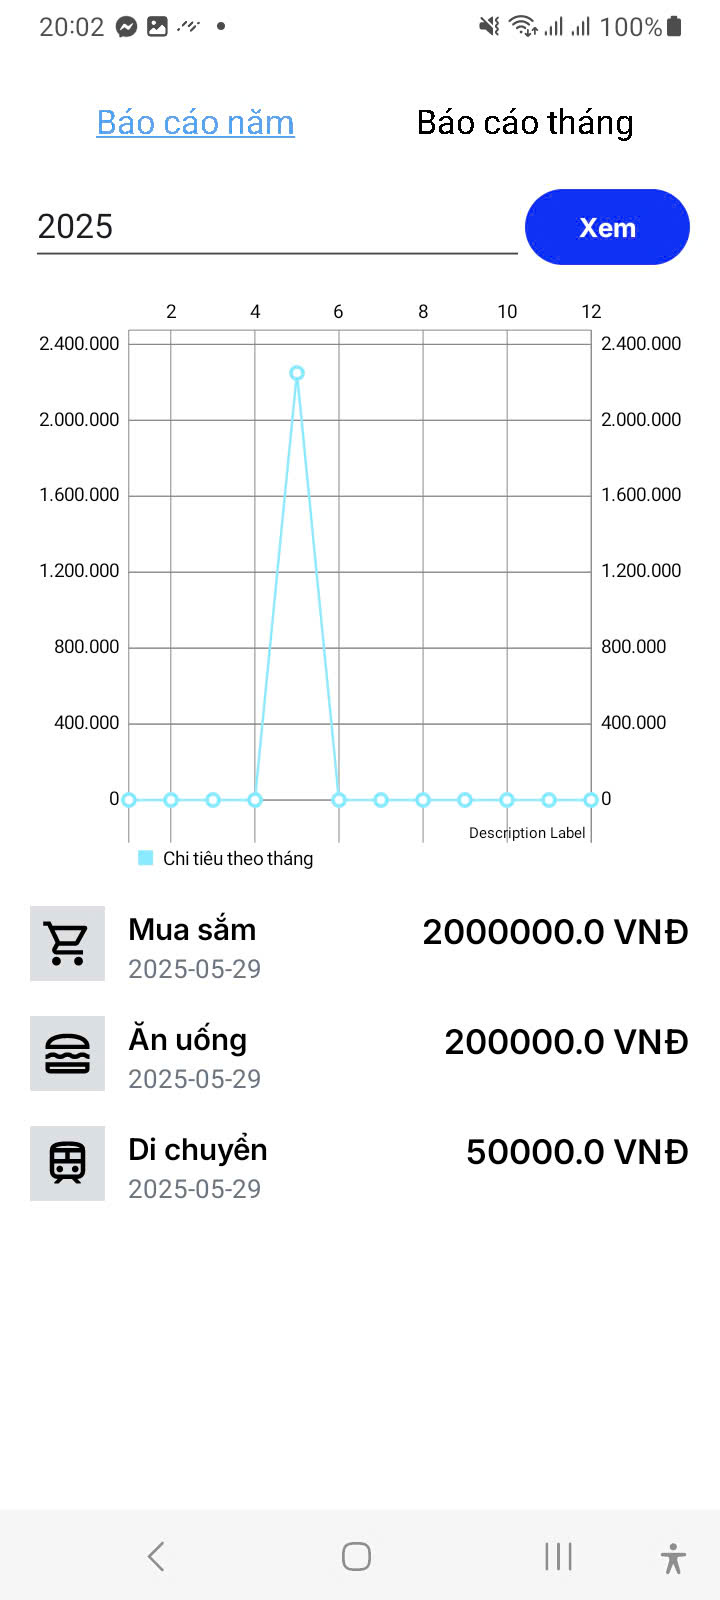 20:02 100%
Báo cáo năm Báo cáo tháng
2025 Xem
2 4 6 8 10 12
2.400.000 2.400.000
2.000.000 2.000.000
1.600.000 1.600.000
1.200.000 1.200.000
800.000 800.000
400.000 400.000
0 0
Description Label
Chi tiêu theo tháng
Mua sắm 2000000.0 VNĐ
2025-05-29
Ăn uống 200000.0 VNĐ
2025-05-29
Di chuyển 50000.0 VNĐ
2025-05-29